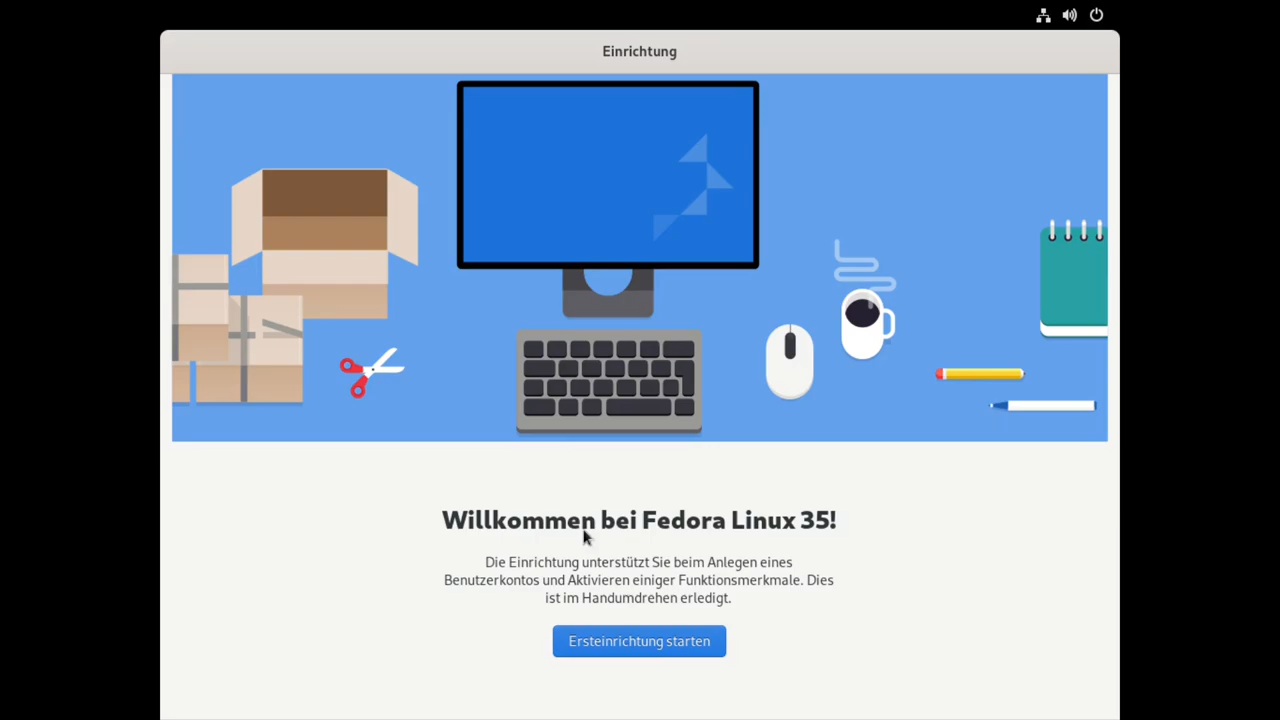 Einrichtung
Willkommen bei Fedora Linux 35!
Die Einrichtung unterstützt Sie beim Anlegen eines
Benutzerkontos und Aktivieren einiger Funktionsmerkmale. Dies
ist im Handumdrehen erledigt.
Ersteinrichtung starten